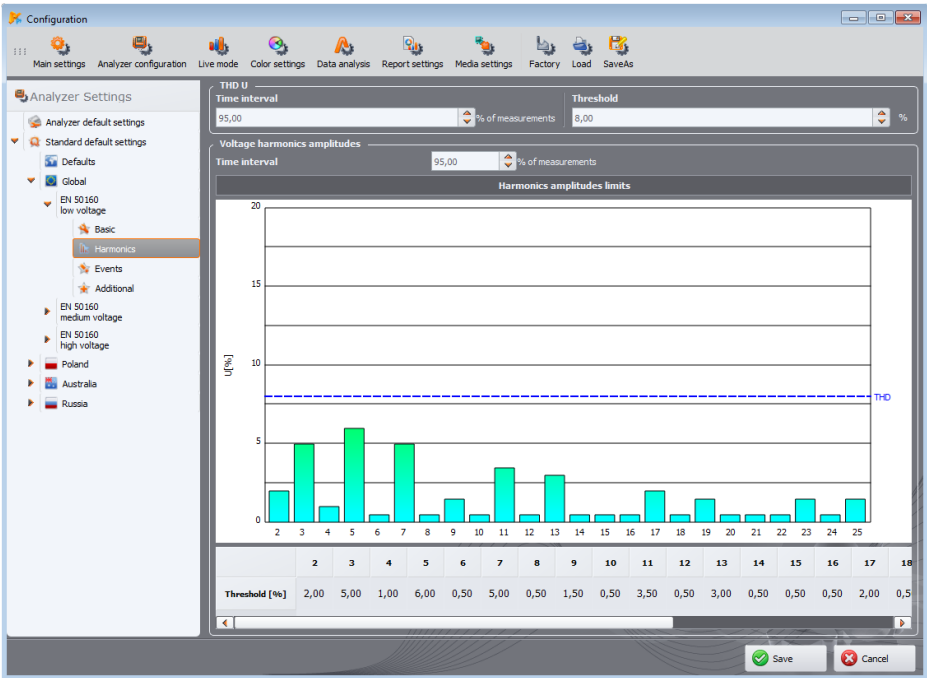 Configuration
Main settings Analyzer configuration Live mode Color settings Data analysis Report settings Media settings Factory Load SaveAs
Analyzer Settings
Analyzer default settings
Standard default settings
Defaults
Global
EN 50160
low voltage
Basic
Harmonics
Events
Additional
EN 50160
medium voltage
EN 50160
high voltage
Poland
Australia
Russia
THD U
Time interval Threshold
95,00 % of measurements 8,00 %
Voltage harmonics amplitudes
Time interval 95,00 % of measurements
Harmonics amplitudes limits
20
15
10
U[%]
THD
5
0
2 3 4 5 6 7 8 9 10 11 12 13 14 15 16 17 18 19 20 21 22 23 24 25
2 3 4 5 6 7 8 9 10 11 12 13 14 15 16 17 18
Threshold [%] 2,00 5,00 1,00 6,00 0,50 5,00 0,50 1,50 0,50 3,50 0,50 3,00 0,50 0,50 0,50 2,00 0,5
Save Cancel